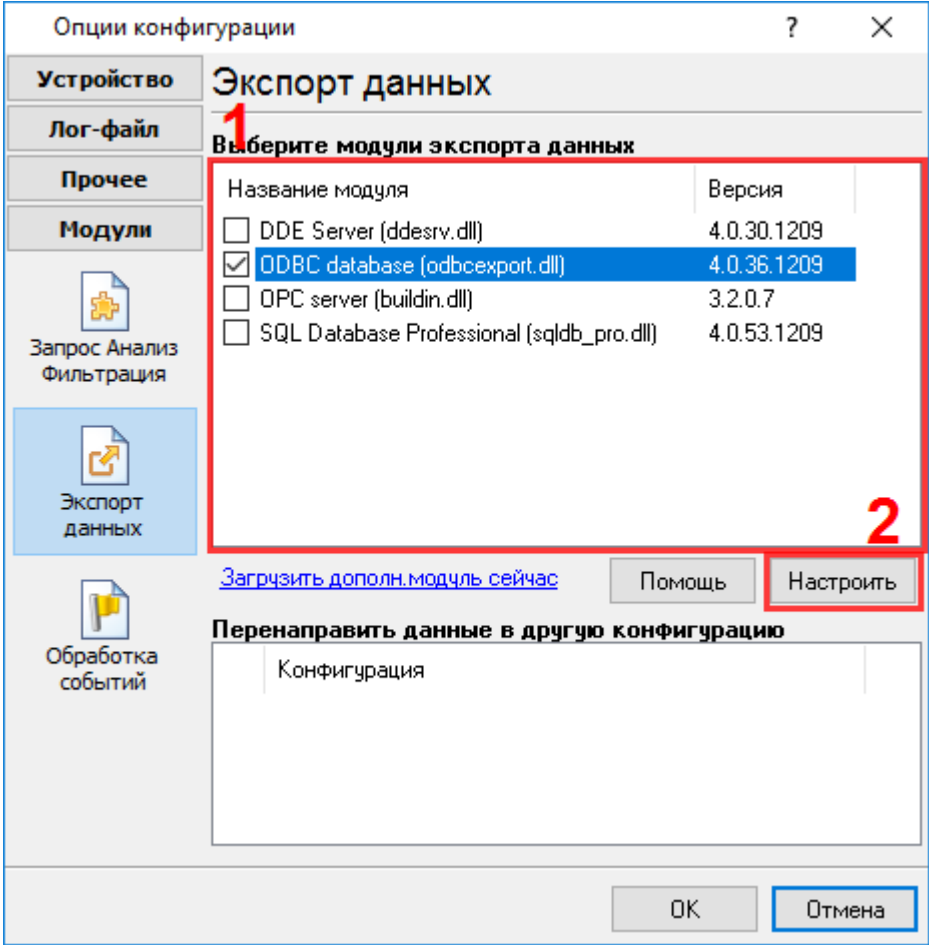 Опции конфигурации
?
Устройство
Лог-файл
Прочее
Модули
Запрос Анализ
Фильтрация
Экспорт
данных
Обработка
событий
Экспорт данных
1
Выберите модули экспорта данных
Название модуля Версия
DDE Server (ddesrv.dll) 4.0.30.1209
ODBC database (odbcexport.dll) 4.0.36.1209
OPC server (buildin.dll) 3.2.0.7
SQL Database Professional (sqldb_pro.dll) 4.0.53.1209
2
Загрузить дополн.модуль сейчас Помощь Настроить
Перенаправить данные в другую конфигурацию
Конфигурация
OK Отмена